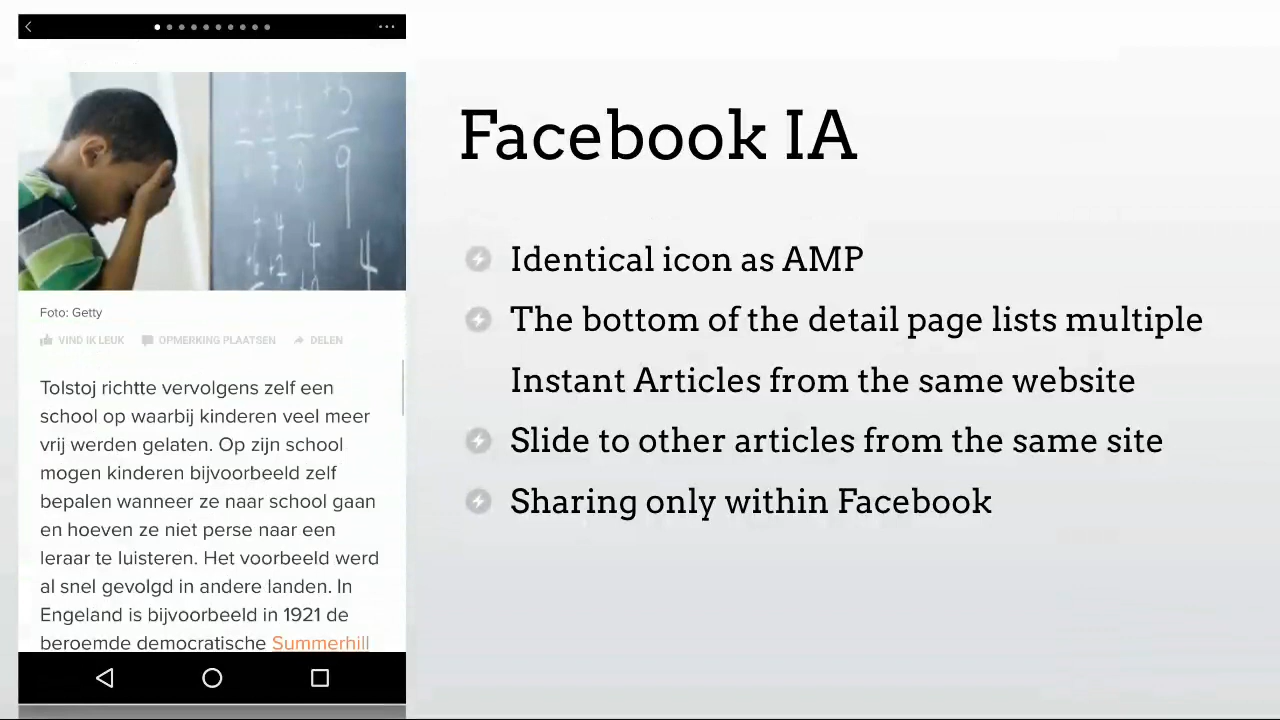 Facebook IA
Identical icon as AMP
The bottom of the detail page lists multiple
Instant Articles from the same website
Slide to other articles from the same site
Sharing only within Facebook
Foto: Getty
VIND IK LEUK OPMERKING PLAATSEN DELEN
Tolstoj richtte vervolgens zelf een
school op waarbij kinderen veel meer
vrij werden gelaten. Op zijn school
mogen kinderen bijvoorbeeld zelf
bepalen wanneer ze naar school gaan
en hoeven ze niet perse naar een
leraar te luisteren. Het voorbeeld werd
al snel gevolgd in andere landen. In
Engeland is bijvoorbeeld in 1921 de
beroemde democratische Summerhill